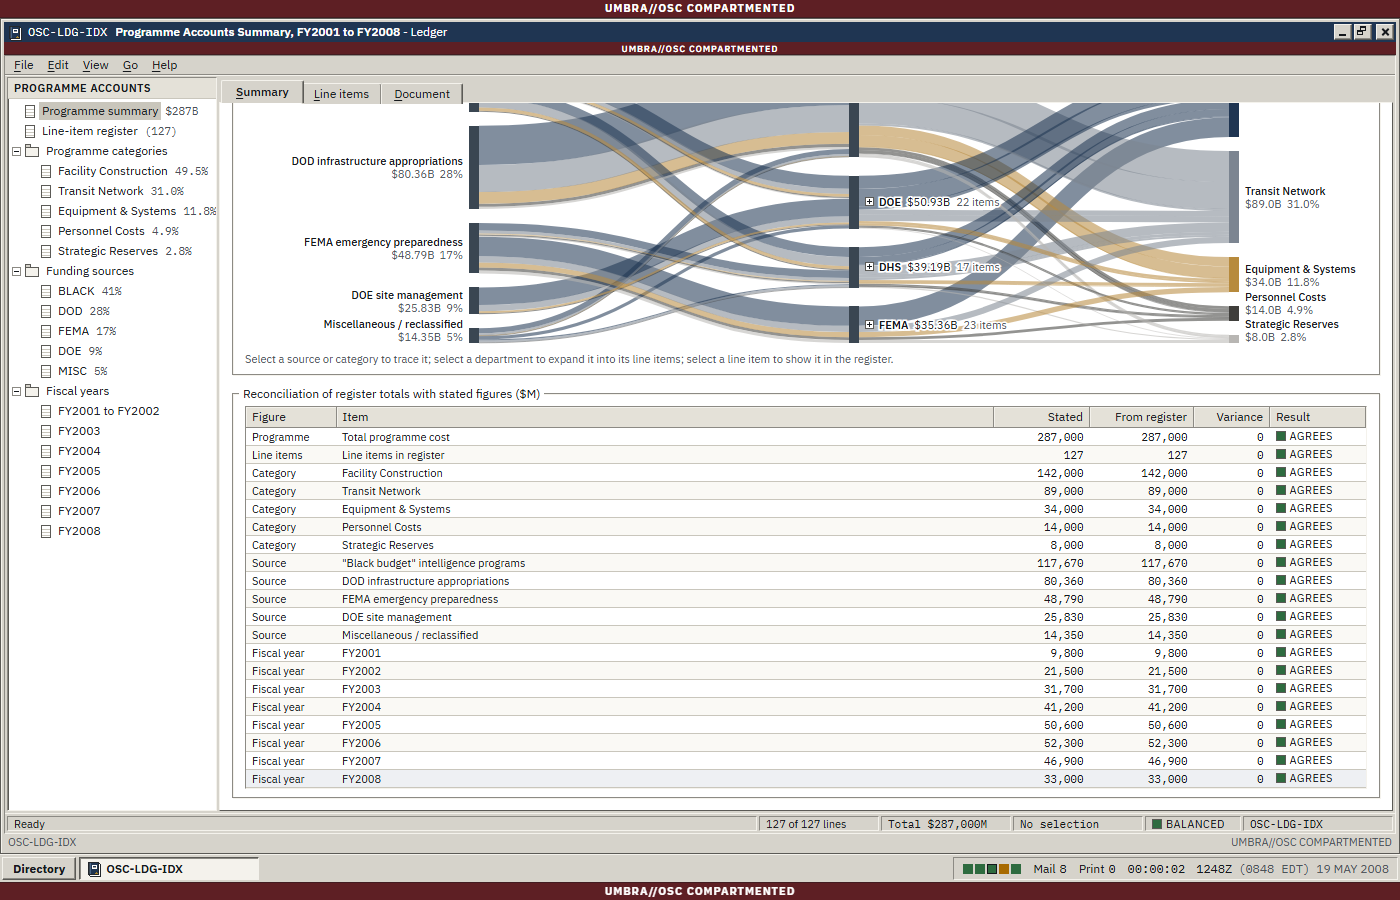 UMBRA//OSC COMPARTMENTED
OSC-LDG-IDX Programme Accounts Summary, FY2001 to FY2008 - Ledger
UMBRA//OSC COMPARTMENTED
File Edit View Go Help
PROGRAMME ACCOUNTS
Programme summary $287B
Line-item register (127)
Programme categories
Facility Construction 49.5%
Transit Network 31.0%
Equipment & Systems 11.8%
Personnel Costs 4.9%
Strategic Reserves 2.8%
Funding sources
BLACK 41%
DOD 28%
FEMA 17%
DOE 9%
MISC 5%
Fiscal years
FY2001 to FY2002
FY2003
FY2004
FY2005
FY2006
FY2007
FY2008
Summary Line items Document
DOD infrastructure appropriations
$80.36B 28%
FEMA emergency preparedness
$48.79B 17%
DOE site management
$25.83B 9%
Miscellaneous / reclassified
$14.35B 5%
DOE $50.93B 22 items
DHS $39.19B 17 items
FEMA $35.36B 23 items
Transit Network
$89.0B 31.0%
Equipment & Systems
$34.0B 11.8%
Personnel Costs
$14.0B 4.9%
Strategic Reserves
$8.0B 2.8%
Select a source or category to trace it; select a department to expand it into its line items; select a line item to show it in the register.
Reconciliation of register totals with stated figures ($M)
Figure Item Stated From register Variance Result
Programme Total programme cost 287,000 287,000 0 AGREES
Line items Line items in register 127 127 0 AGREES
Category Facility Construction 142,000 142,000 0 AGREES
Category Transit Network 89,000 89,000 0 AGREES
Category Equipment & Systems 34,000 34,000 0 AGREES
Category Personnel Costs 14,000 14,000 0 AGREES
Category Strategic Reserves 8,000 8,000 0 AGREES
Source "Black budget" intelligence programs 117,670 117,670 0 AGREES
Source DOD infrastructure appropriations 80,360 80,360 0 AGREES
Source FEMA emergency preparedness 48,790 48,790 0 AGREES
Source DOE site management 25,830 25,830 0 AGREES
Source Miscellaneous / reclassified 14,350 14,350 0 AGREES
Fiscal year FY2001 9,800 9,800 0 AGREES
Fiscal year FY2002 21,500 21,500 0 AGREES
Fiscal year FY2003 31,700 31,700 0 AGREES
Fiscal year FY2004 41,200 41,200 0 AGREES
Fiscal year FY2005 50,600 50,600 0 AGREES
Fiscal year FY2006 52,300 52,300 0 AGREES
Fiscal year FY2007 46,900 46,900 0 AGREES
Fiscal year FY2008 33,000 33,000 0 AGREES
Ready 127 of 127 lines Total $287,000M No selection BALANCED OSC-LDG-IDX
OSC-LDG-IDX UMBRA//OSC COMPARTMENTED
Directory OSC-LDG-IDX Mail 8 Print 0 00:00:02 1248Z (0848 EDT) 19 MAY 2008
UMBRA//OSC COMPARTMENTED